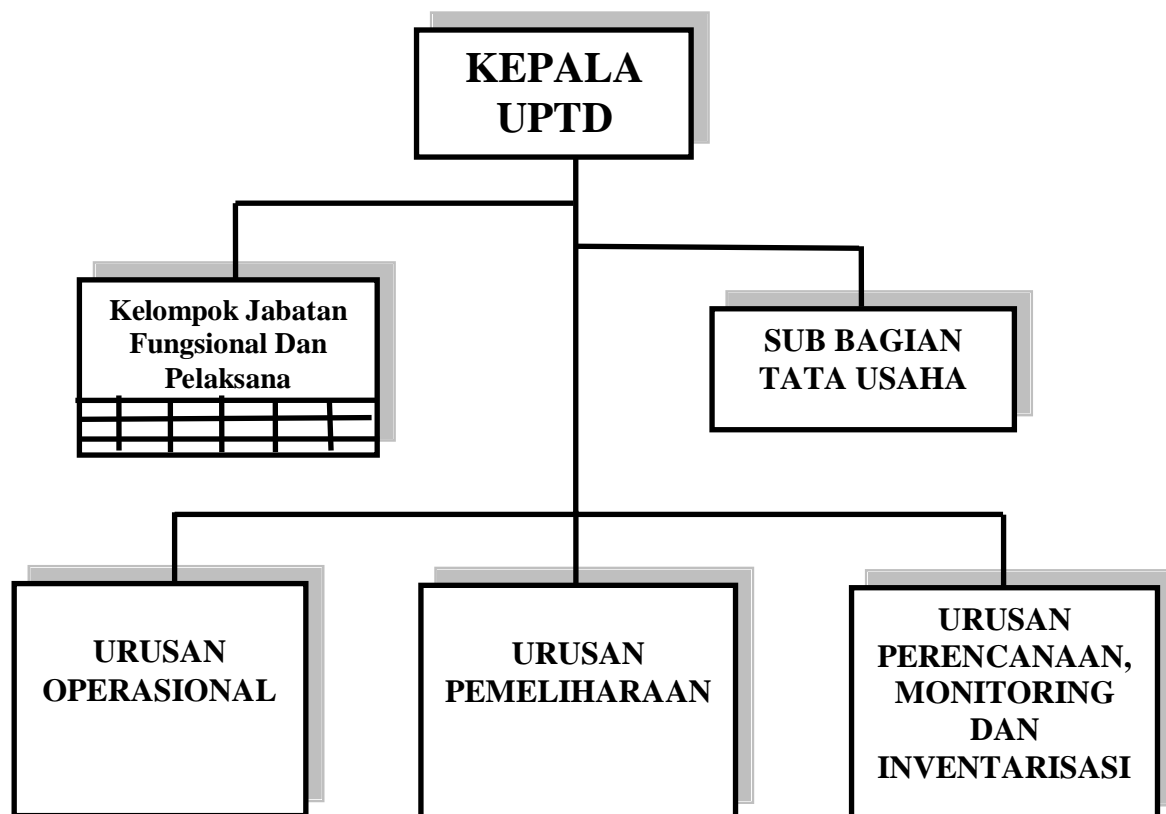 KEPALA
UPTD
Kelompok Jabatan
Fungsional Dan
Pelaksana
SUB BAGIAN
TATA USAHA
URUSAN
OPERASIONAL
URUSAN
PEMELIHARAAN
URUSAN
PERENCANAAN,
MONITORING
DAN
INVENTARISASI